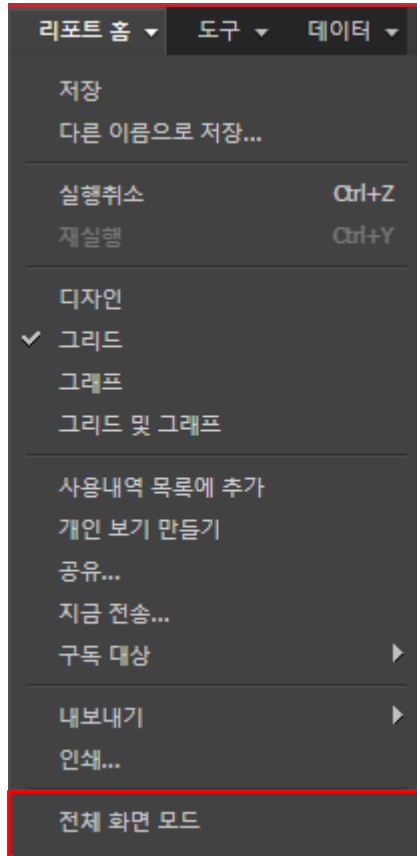 리포트 홈 도구 데이터
저장
다른 이름으로 저장...
실행취소 Ctrl+Z
재실행 Ctrl+Y
디자인
그리드
그래프
그리드 및 그래프
사용내역 목록에 추가
개인 보기 만들기
공유...
지금 전송...
구독 대상
내보내기
인쇄...
전체 화면 모드